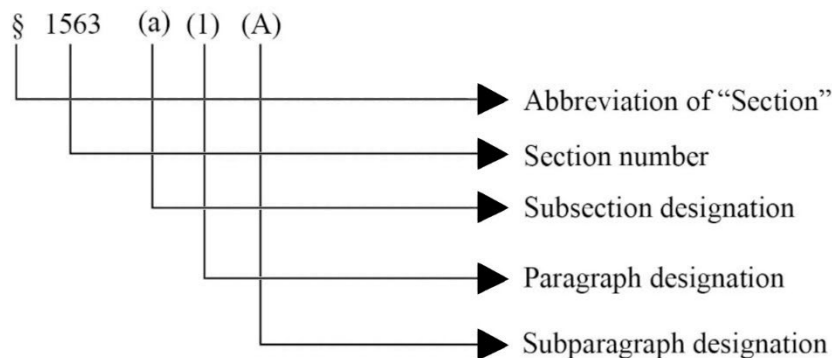 § 1563 (a) (1) (A)
Abbreviation of “Section”
Section number
Subsection designation
Paragraph designation
Subparagraph designation